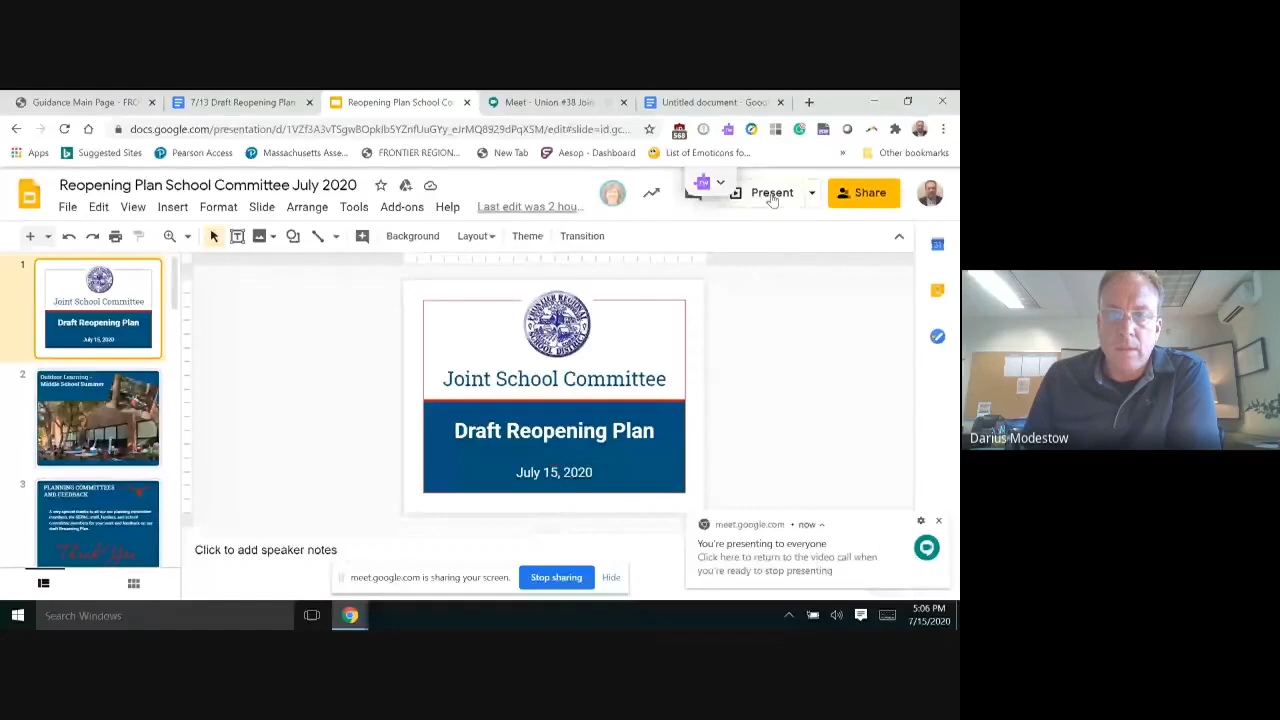 Guidance Main Page - FRO
7/13 Draft Reopening Plan
Reopening Plan School Co
Meet - Union #38 Join
Untitled document - Goo
docs.google.com/presentation/d/
568
Apps
Suggested Sites
Pearson Access
Massachusetts Asse...
FRONTIER REGION...
New Tab
Aesop - Dashboard
List of Emoticons fo...
»
Other bookmarks
Reopening Plan School Committee July 2020
Present
Share
File
Edit
View
Insert
Format
Slide
Arrange
Tools
Add-ons
Help
Last edit was 2 hou...
Background
Layout
Theme
Transition
1
Joint School Committee
Draft Reopening Plan
July 15, 2020
2
Outdoor Learning -
Middle School Summer
3
PLANNING COMMITTEES
AND FEEDBACK
Thank You
Joint School Committee
Draft Reopening Plan
July 15, 2020
Click to add speaker notes
meet.google.com • now
You're presenting to everyone
Click here to return to the video call when
you're ready to stop presenting
meet.google.com is sharing your screen.
Stop sharing
Hide
Search Windows
5:06 PM
7/15/2020
Darius Modestow